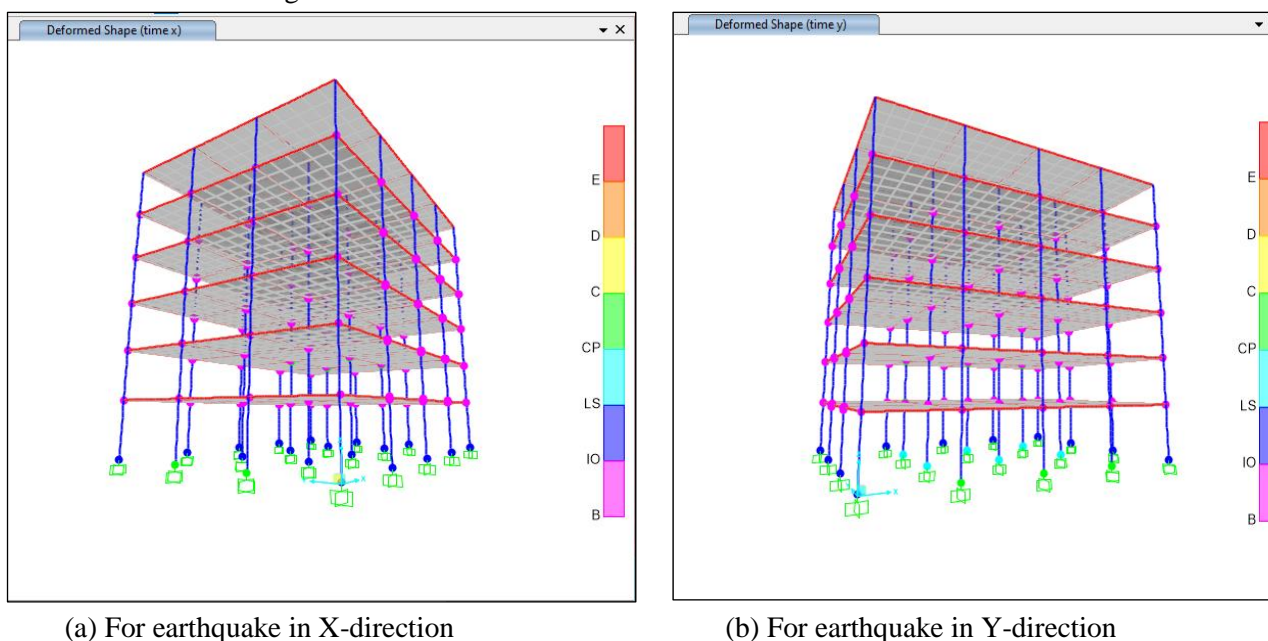 Deformed Shape (time x)
E
D
C
CP
LS
IO
B
X
(a) For earthquake in X-direction
Deformed Shape (time y)
E
D
C
CP
LS
IO
B
X
(b) For earthquake in Y-direction